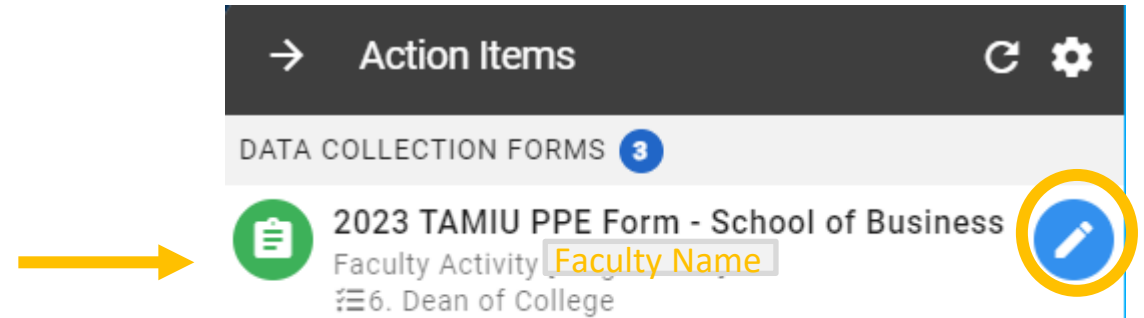 Action Items
DATA COLLECTION FORMS 3
2023 TAMIU PPE Form - School of Business
Faculty Activity Faculty Name
6. Dean of College